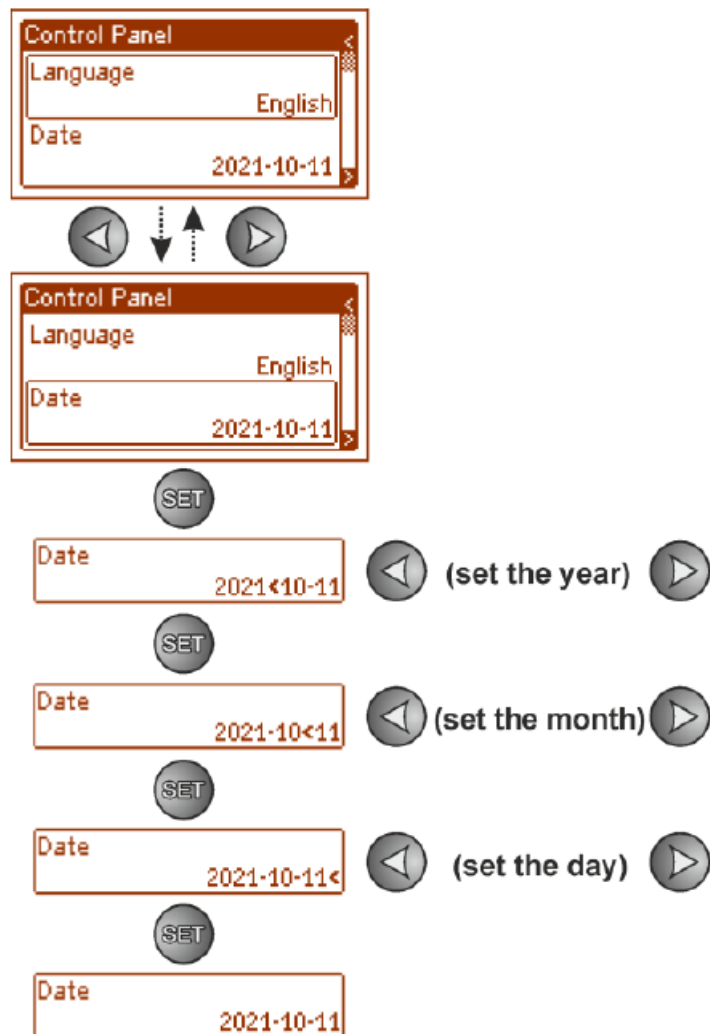 Control Panel <
Language
English
Date
2021-10-11 >
Control Panel <
Language
English
Date
2021-10-11 >
SET
Date
2021<10-11
(set the year)
SET
Date
2021-10<11
(set the month)
SET
Date
2021-10-11<
(set the day)
SET
Date
2021-10-11